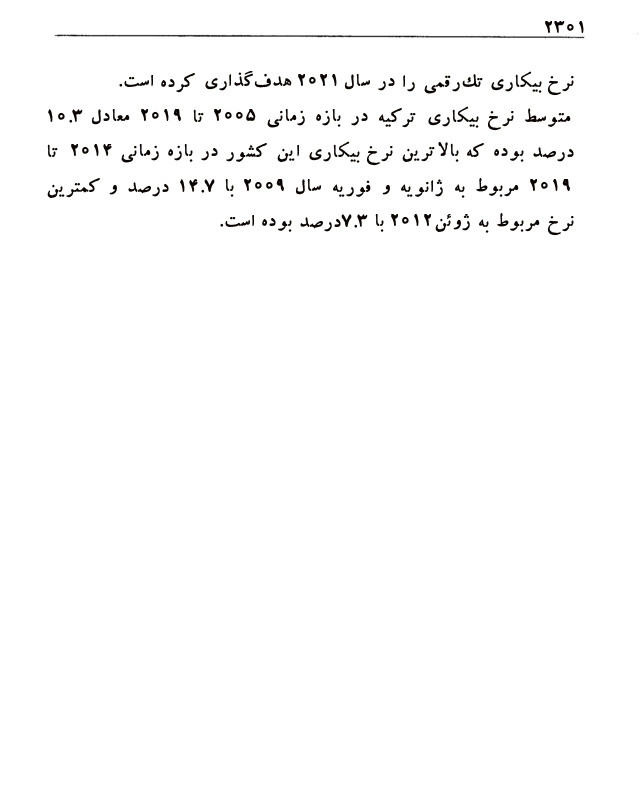 ۲۳۰۱
نرخ بیکاری تك‌رقمی را در سال ۲۰۲۱ هدف‌گذاری کرده است.
متوسط نرخ بیکاری ترکیه در بازه زمانی ۲۰۰۵ تا ۲۰۱۹ معادل ۱۰.۳
درصد بوده که بالاترین نرخ بیکاری این کشور در بازه زمانی ۲۰۱۴ تا
۲۰۱۹ مربوط به ژانویه و فوریه سال ۲۰۰۹ با ۱۴.۷ درصد و کمترین
نرخ مربوط به ژوئن۲۰۱۲ با ۷.۳درصد بوده است.